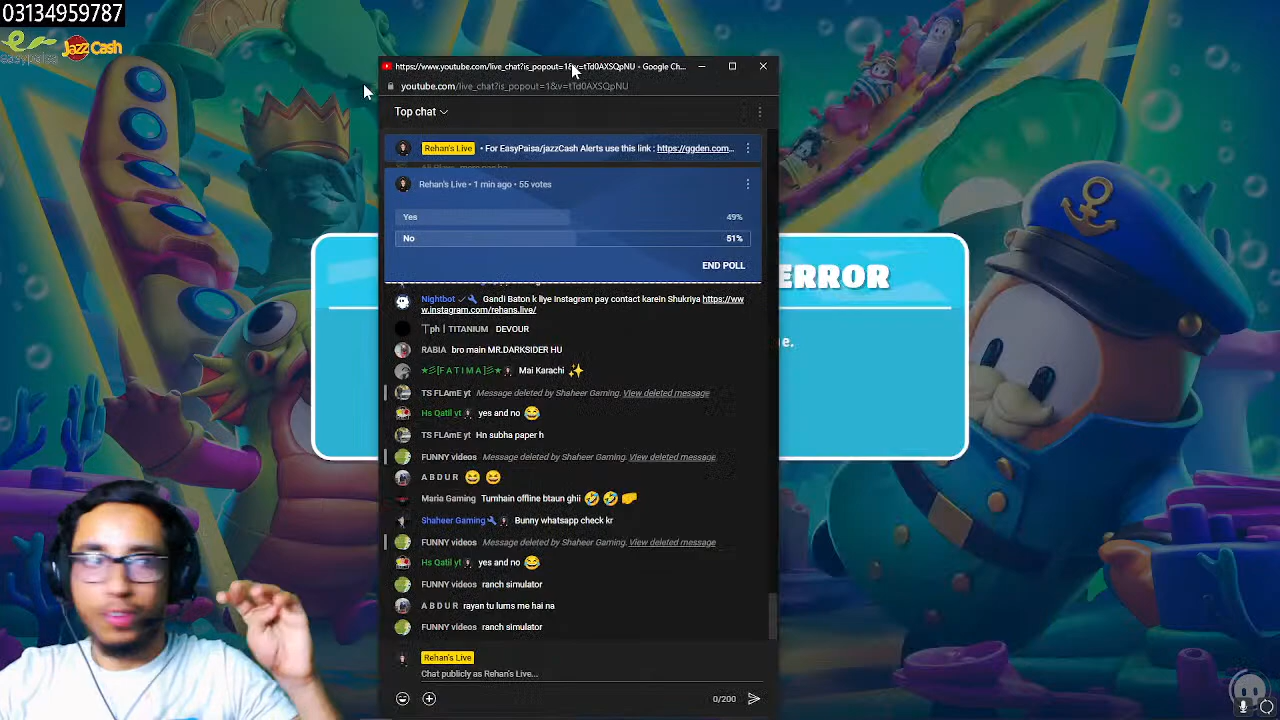 03134959787
easypaisa
JazzCash
https://www.youtube.com/live_chat?is_popout=1&v=tTd0AXSQpNU - Google Ch...
youtube.com/live_chat?is_popout=1&v=tTd0AXSQpNU
Top chat
Rehan's Live • For EasyPaisa/jazzCash Alerts use this link : https://ggden.com...
Rehan's Live • 1 min ago • 55 votes
Yes 49%
No 51%
END POLL
ERROR
Nightbot Gandi Baton k liye Instagram pay contact karein Shukriya https://ww
w.instagram.com/rehans.live/
Tph | TITANIUM DEVOUR
e.
RABIA bro main MR.DARKSIDER HU
★彡[F A T I M A]彡★ Mai Karachi ✨
TS FLAmE yt Message deleted by Shaheer Gaming. View deleted message
Hs Qatil yt yes and no 😂
TS FLAmE yt Hn subha paper h
FUNNY videos Message deleted by Shaheer Gaming. View deleted message
A B D U R 😆 😆
Maria Gaming Tumhain offline btaun ghii 🤣 🤣 👊
Shaheer Gaming Bunny whatsapp check kr
FUNNY videos Message deleted by Shaheer Gaming. View deleted message
Hs Qatil yt yes and no 😂
FUNNY videos ranch simulator
A B D U R rayan tu lums me hai na
FUNNY videos ranch simulator
Rehan's Live
Chat publicly as Rehan's Live...
0/200